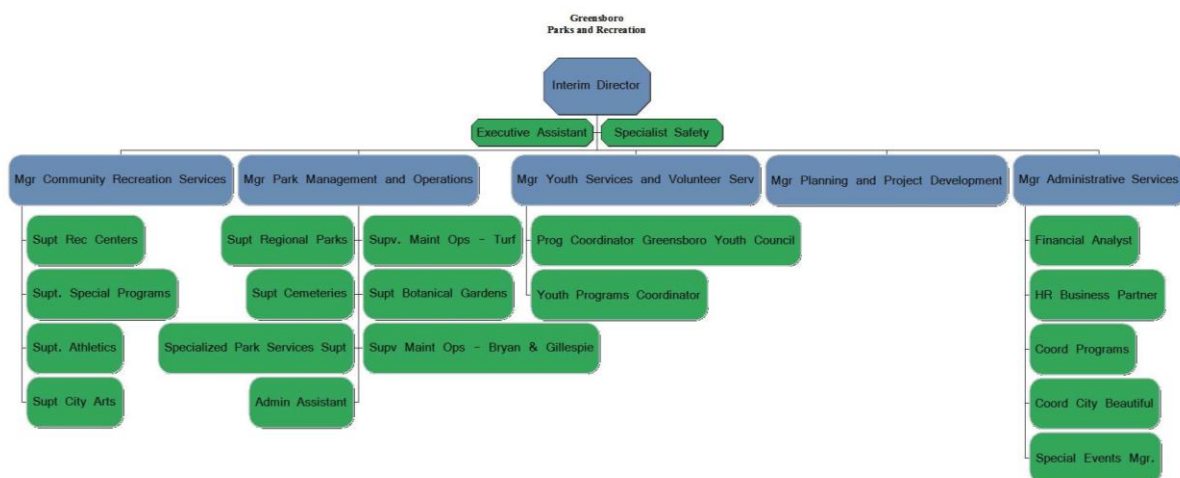 Greensboro
Parks and Recreation
Interim Director
Executive Assistant
Specialist Safety
Mgr Community Recreation Services
Mgr Park Management and Operations
Mgr Youth Services and Volunteer Serv
Mgr Planning and Project Development
Mgr Administrative Services
Supt Rec Centers
Supt. Special Programs
Supt. Athletics
Supt City Arts
Supt Regional Parks
Supv. Maint Ops - Turf
Supt Cemeteries
Supt Botanical Gardens
Specialized Park Services Supt
Supv Maint Ops - Bryan & Gillespie
Admin Assistant
Prog Coordinator Greensboro Youth Council
Youth Programs Coordinator
Financial Analyst
HR Business Partner
Coord Programs
Coord City Beautiful
Special Events Mgr.